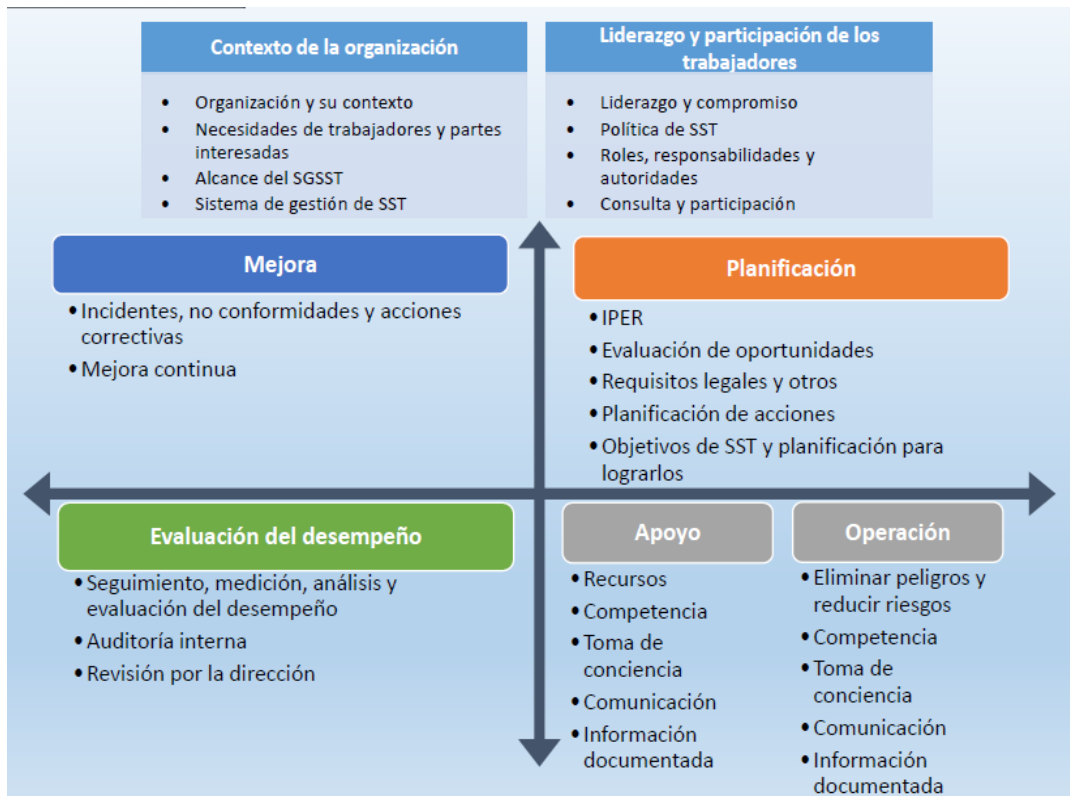 Contexto de la organización
• Organización y su contexto
• Necesidades de trabajadores y partes
interesadas
• Alcance del SGSST
• Sistema de gestión de SST
Liderazgo y participación de los
trabajadores
• Liderazgo y compromiso
• Política de SST
• Roles, responsabilidades y
autoridades
• Consulta y participación
Mejora
• Incidentes, no conformidades y acciones
correctivas
• Mejora continua
Planificación
• IPER
• Evaluación de oportunidades
• Requisitos legales y otros
• Planificación de acciones
• Objetivos de SST y planificación para
lograrlos
Evaluación del desempeño
• Seguimiento, medición, análisis y
evaluación del desempeño
• Auditoría interna
• Revisión por la dirección
Apoyo
• Recursos
• Competencia
• Toma de
conciencia
• Comunicación
• Información
documentada
Operación
• Eliminar peligros y
reducir riesgos
• Competencia
• Toma de
conciencia
• Comunicación
• Información
documentada